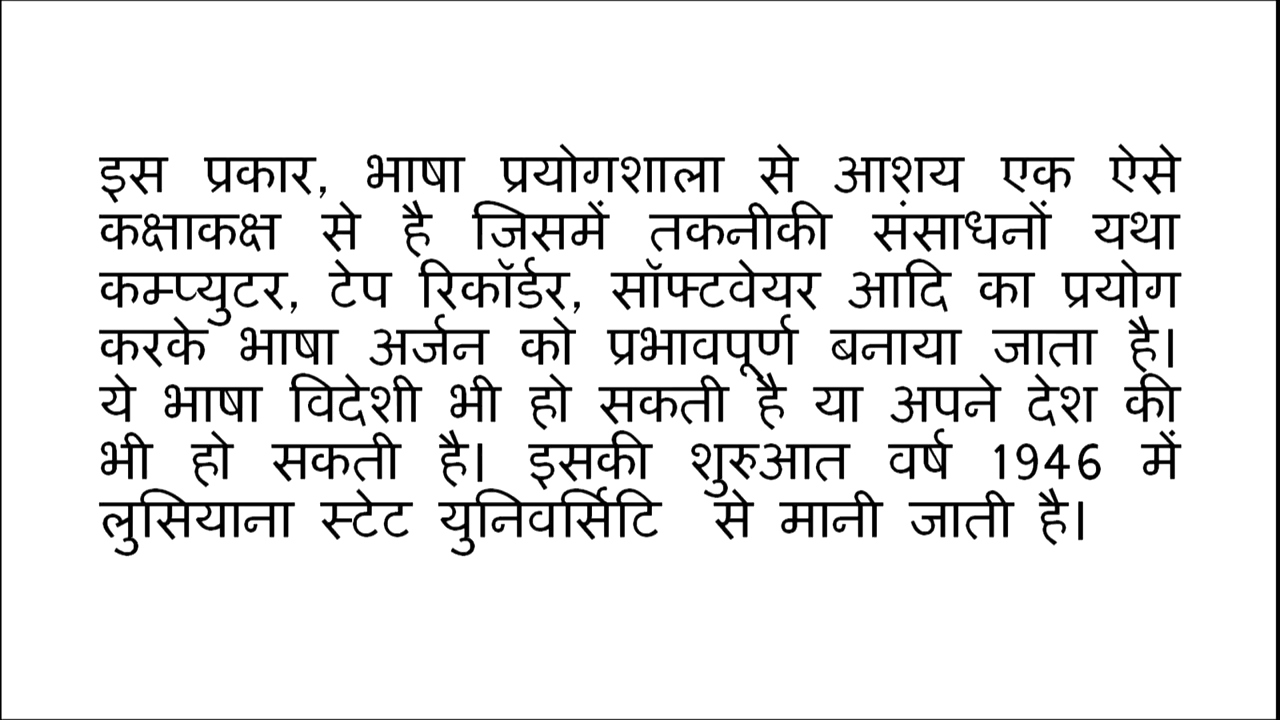 इस प्रकार, भाषा प्रयोगशाला से आशय एक ऐसे
कक्षाकक्ष से है जिसमें तकनीकी संसाधनों यथा
कम्प्युटर, टेप रिकॉर्डर, सॉफ्टवेयर आदि का प्रयोग
करके भाषा अर्जन को प्रभावपूर्ण बनाया जाता है।
ये भाषा विदेशी भी हो सकती है या अपने देश की
भी हो सकती है। इसकी शुरुआत वर्ष 1946 में
लुसियाना स्टेट युनिवर्सिटि से मानी जाती है।